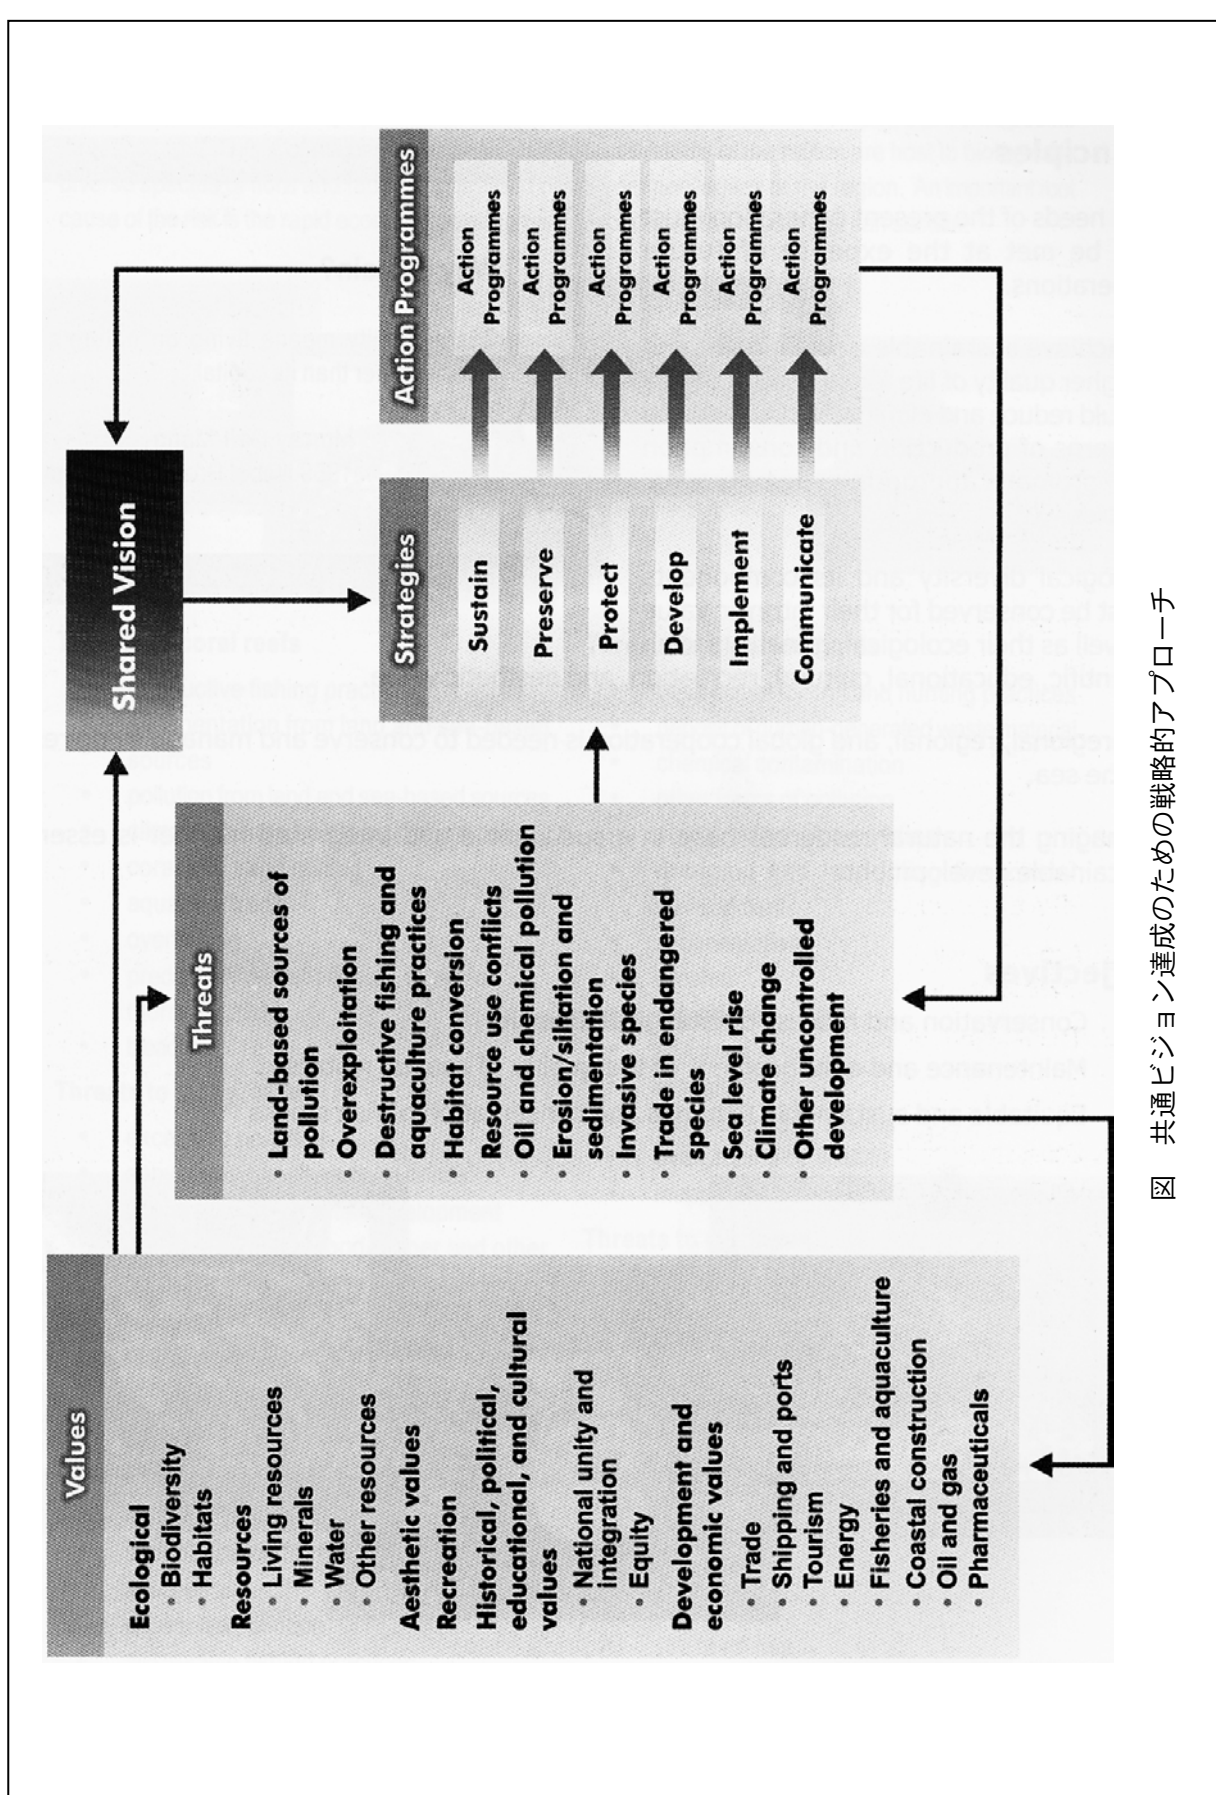 Values
Ecological
• Biodiversity
• Habitats
Resources
• Living resources
• Minerals
• Water
• Other resources
Aesthetic values
Recreation
Historical, political,
educational, and cultural
values
• National unity and
integration
• Equity
Development and
economic values
• Trade
• Shipping and ports
• Tourism
• Energy
• Fisheries and aquaculture
• Coastal construction
• Oil and gas
• Pharmaceuticals
Threats
• Land-based sources of
pollution
• Overexploitation
• Destructive fishing and
aquaculture practices
• Habitat conversion
• Resource use conflicts
• Oil and chemical pollution
• Erosion/siltation and
sedimentation
• Invasive species
• Trade in endangered
species
• Sea level rise
• Climate change
• Other uncontrolled
development
Shared Vision
Strategies
Sustain
Preserve
Protect
Develop
Implement
Communicate
Action Programmes
Action
Programmes
Action
Programmes
Action
Programmes
Action
Programmes
Action
Programmes
Action
Programmes
図 共通ビジョン達成のための戦略的アプローチ